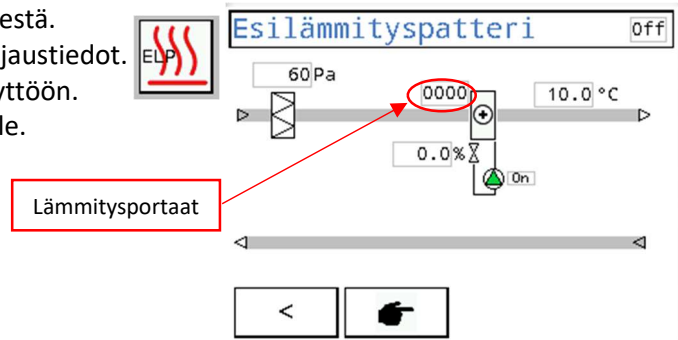 estä.
jaustiedot.
yttöön.
le.
ELP
Esilämmityspatteri Off
60 Pa
0000
10.0 °C
0.0 %
On
Lämmitysportaat
<